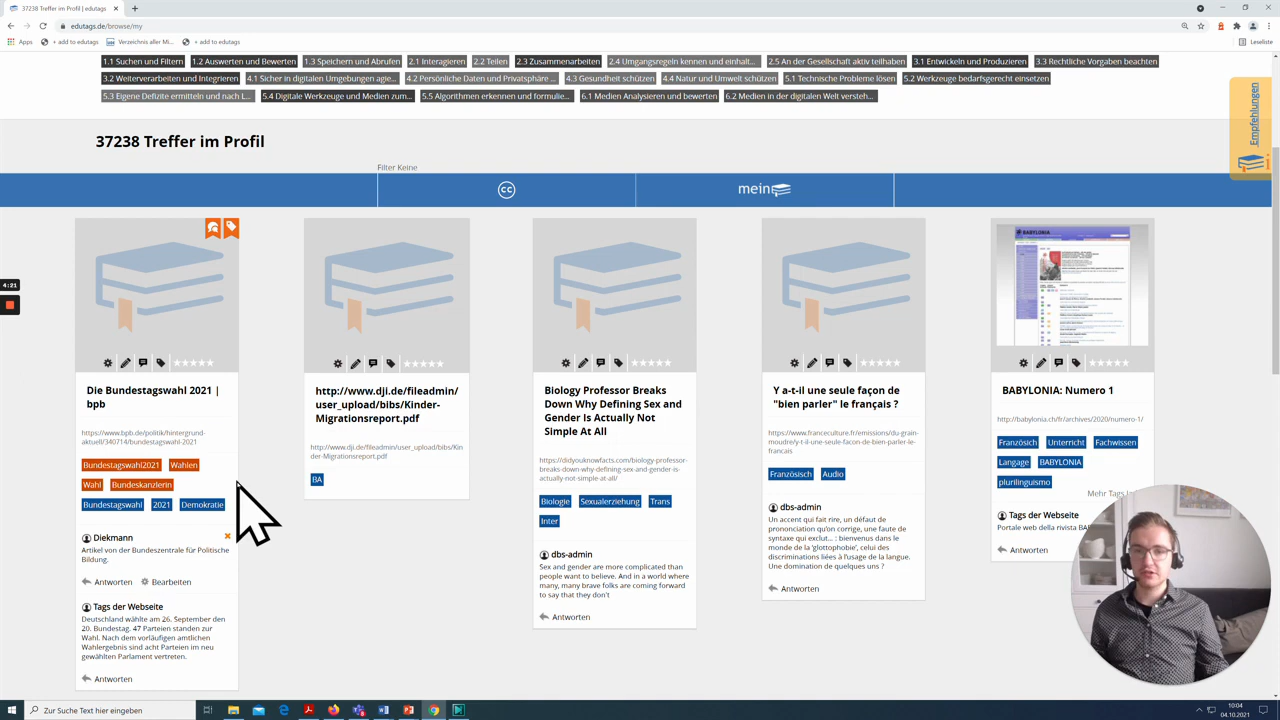 37238 Treffer im Profil | edutags
edutags.de/browse/my
Apps
+ add to edutags
Verzeichnis aller Mi...
+ add to edutags
Leseliste
1.1 Suchen und Filtern
1.2 Auswerten und Bewerten
1.3 Speichern und Abrufen
2.1 Interagieren
2.2 Teilen
2.3 Zusammenarbeiten
2.4 Umgangsregeln kennen und einhalt...
2.5 An der Gesellschaft aktiv teilhaben
3.1 Entwickeln und Produzieren
3.3 Rechtliche Vorgaben beachten
3.2 Weiterverarbeiten und Integrieren
4.1 Sicher in digitalen Umgebungen agie...
4.2 Persönliche Daten und Privatsphäre ...
4.3 Gesundheit schützen
4.4 Natur und Umwelt schützen
5.1 Technische Probleme lösen
5.2 Werkzeuge bedarfsgerecht einsetzen
5.3 Eigene Defizite ermitteln und nach L...
5.4 Digitale Werkzeuge und Medien zum...
5.5 Algorithmen erkennen und formulie...
6.1 Medien Analysieren und bewerten
6.2 Medien in der digitalen Welt versteh...
Empfehlungen
37238 Treffer im Profil
Filter Keine
cc
mein
4:21
Die Bundestagswahl 2021 |
bpb
https://www.bpb.de/politik/hintergrund-
aktuell/340714/bundestagswahl-2021
Bundestagswahl2021
Wahlen
Wahl
Bundeskanzlerin
Bundestagswahl
2021
Demokratie
Diekmann
Artikel von der Bundeszentrale für Politische
Bildung.
Antworten
Bearbeiten
Tags der Webseite
Deutschland wählte am 26. September den
20. Bundestag. 47 Parteien standen zur
Wahl. Nach dem vorläufigen amtlichen
Wahlergebnis sind acht Parteien im neu
gewählten Parlament vertreten.
Antworten
http://www.dji.de/fileadmin/
user_upload/bibs/Kinder-
Migrationsreport.pdf
http://www.dji.de/fileadmin/user_upload/bibs/Kin
der-Migrationsreport.pdf
BA
Biology Professor Breaks
Down Why Defining Sex and
Gender Is Actually Not
Simple At All
https://didyouknowfacts.com/biology-professor-
breaks-down-why-defining-sex-and-gender-is-
actually-not-simple-at-all/
Biologie
Sexualerziehung
Trans
Inter
dbs-admin
Sex and gender are more complicated than
people want to believe. And in a world where
many, many brave folks are coming forward
to say that they don't
Antworten
Y a-t-il une seule façon de
"bien parler" le français ?
https://www.franceculture.fr/emissions/du-grain-
moudre/y-t-il-une-seule-facon-de-bien-parler-le-
francais
Französisch
Audio
dbs-admin
Un accent qui fait rire, un défaut de
prononciation qu'on corrige, une faute de
syntaxe qui exclut... : bienvenus dans le
monde de la 'glottophobie', celui des
discriminations liées à l'usage de la langue.
Une domination de quelques uns ?
Antworten
BABYLONIA
BABYLONIA: Numero 1
http://babylonia.ch/fr/archives/2020/numero-1/
Französich
Unterricht
Fachwissen
Langage
BABYLONIA
plurilinguismo
Mehr Tags
Tags der Webseite
Portale web della rivista
Antworten
Zur Suche Text hier eingeben
10:04
04.10.2021